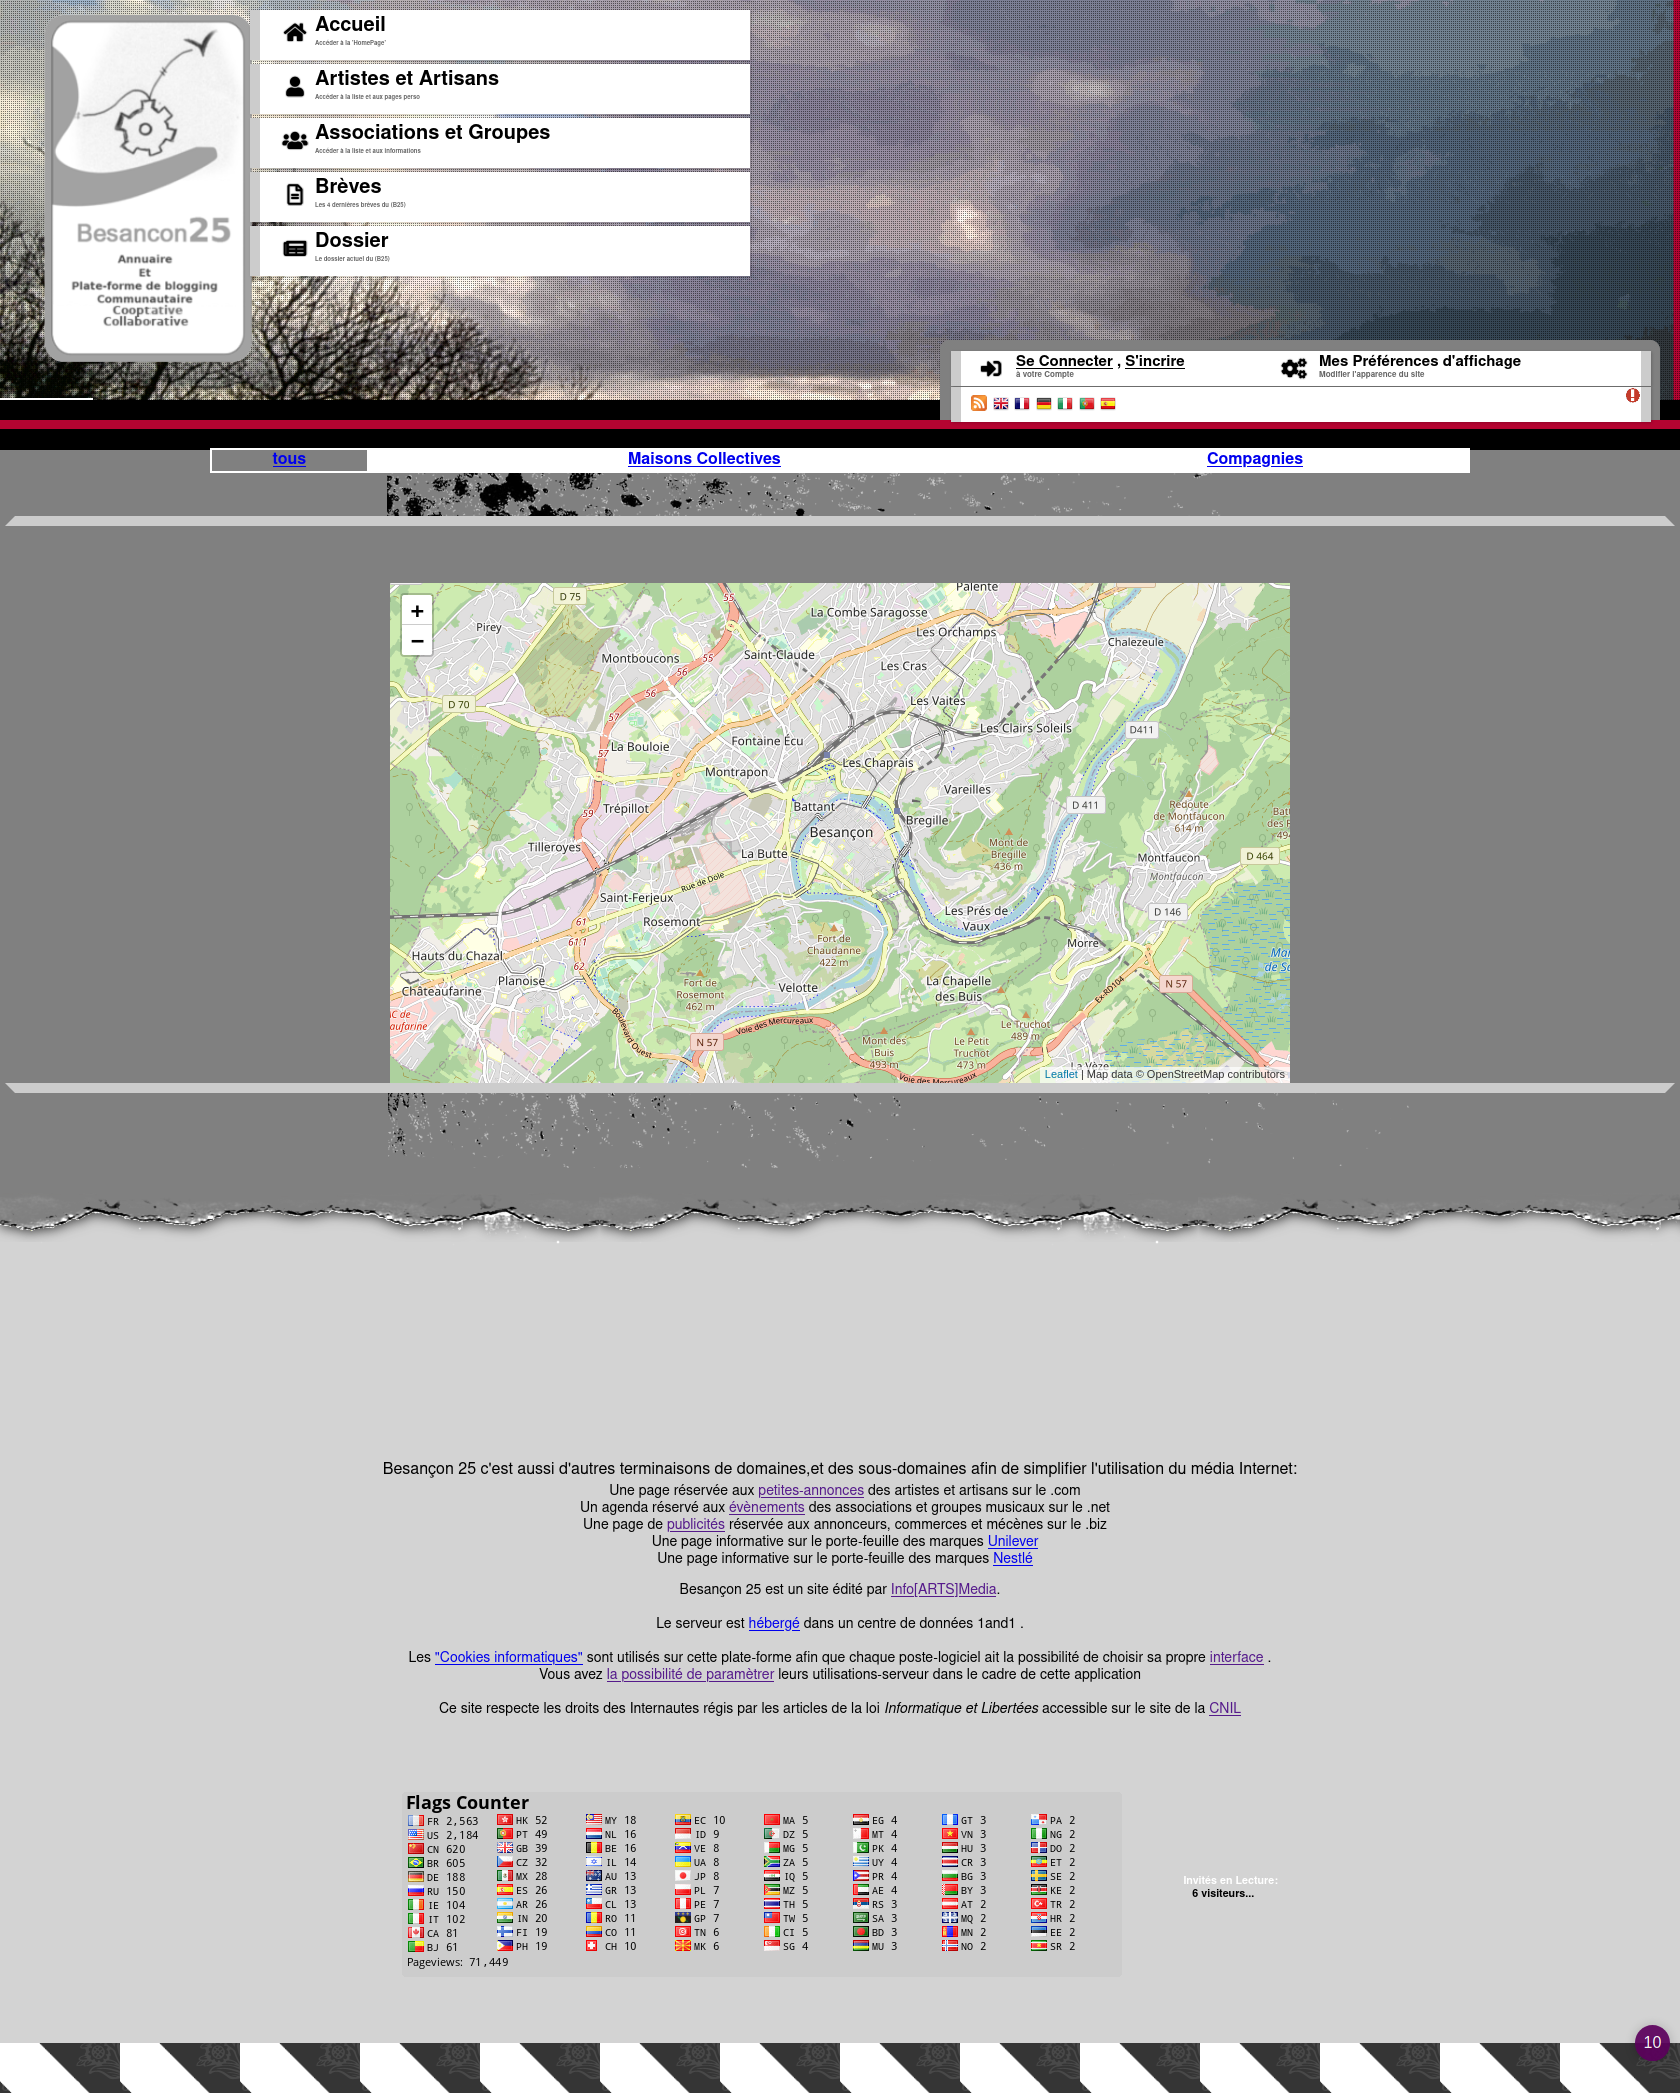 Besancon25
Annuaire
Et
Plate-forme de blogging
Communautaire
Cooptative
Collaborative
Accueil
Accèder à la 'HomePage'
Artistes et Artisans
Accèder à la liste et aux pages perso
Associations et Groupes
Accèder à la liste et aux informations
Brèves
Les 4 dernières brèves du (B25)
Dossier
Le dossier actuel du (B25)
Se Connecter , S'incrire
à votre Compte
Mes Préférences d'affichage
Modifier l'apparence du site
tous
Maisons Collectives
Compagnies
+
−
Palente
D 75
55
La Combe Saragosse
Pirey
Les Orchamps
Chalezeule
Saint-Claude
Montboucons
55
Les Cras
56
56
Les Vaites
D 70
57
Les Clairs Soleils
D411
Fontaine Écu
La Bouloie
57
Les Chaprais
Montrapon
Vareilles
Battant
Trépillot
D 411
Redoute
de Montfaucon
614 m
59
Bregille
Besançon
Tilleroyes
La Butte
Mont de
Bregille
436 m
Montfaucon
D 464
Montfaucon
Rue de Dole
Saint-Ferjeux
Les Prés de
Vaux
D 146
61
Rosemont
61 1
Fort de
Chaudanne
422 m
Morre
Hauts du Chazal
62
Planoise
Fort de
Rosemont
462 m
Velotte
La Chapelle
des Buis
N 57
Châteaufarine
Ex-RD104
Boulevard Ouest
Voie des Mercureaux
Le Truchot
489 m
N 57
Mont des
Buis
493 m
Le Petit
Truchot
473 m
La Vèze
Voie des Mercureaux
Leaflet | Map data © OpenStreetMap contributors
Besançon 25 c'est aussi d'autres terminaisons de domaines,et des sous-domaines afin de simplifier l'utilisation du média Internet:
Une page réservée aux petites-annonces des artistes et artisans sur le .com
Un agenda réservé aux évènements des associations et groupes musicaux sur le .net
Une page de publicités réservée aux annonceurs, commerces et mécènes sur le .biz
Une page informative sur le porte-feuille des marques Unilever
Une page informative sur le porte-feuille des marques Nestlé
Besançon 25 est un site édité par Info[ARTS]Media.
Le serveur est hébergé dans un centre de données 1and1 .
Les "Cookies informatiques" sont utilisés sur cette plate-forme afin que chaque poste-logiciel ait la possibilité de choisir sa propre interface .
Vous avez la possibilité de paramètrer leurs utilisations-serveur dans le cadre de cette application
Ce site respecte les droits des Internautes régis par les articles de la loi Informatique et Libertées accessible sur le site de la CNIL
Flags Counter
FR 2,563 HK 52 MY 18 EC 10 MA 5 EG 4 GT 3 PA 2
US 2,184 PT 49 NL 16 ID 9 DZ 5 MT 4 VN 3 NG 2
CN 620 GB 39 BE 16 VE 8 MG 5 PK 4 HU 3 DO 2
BR 605 CZ 32 IL 14 UA 8 ZA 5 UY 4 CR 3 ET 2
DE 188 MX 28 AU 13 JP 8 IQ 5 PR 4 BG 3 SE 2
RU 150 ES 26 GR 13 PL 7 MZ 5 AE 4 BY 3 KE 2
IE 104 AR 26 CL 13 PE 7 TH 5 RS 3 AT 2 TR 2
IT 102 IN 20 RO 11 GP 7 TW 5 SA 3 MQ 2 HR 2
CA 81 FI 19 CO 11 TN 6 CI 5 BD 3 MN 2 EE 2
BJ 61 PH 19 CH 10 MK 6 SG 4 MU 3 NO 2 SR 2
Pageviews: 71,449
Invités en Lecture:
6 visiteurs...
10